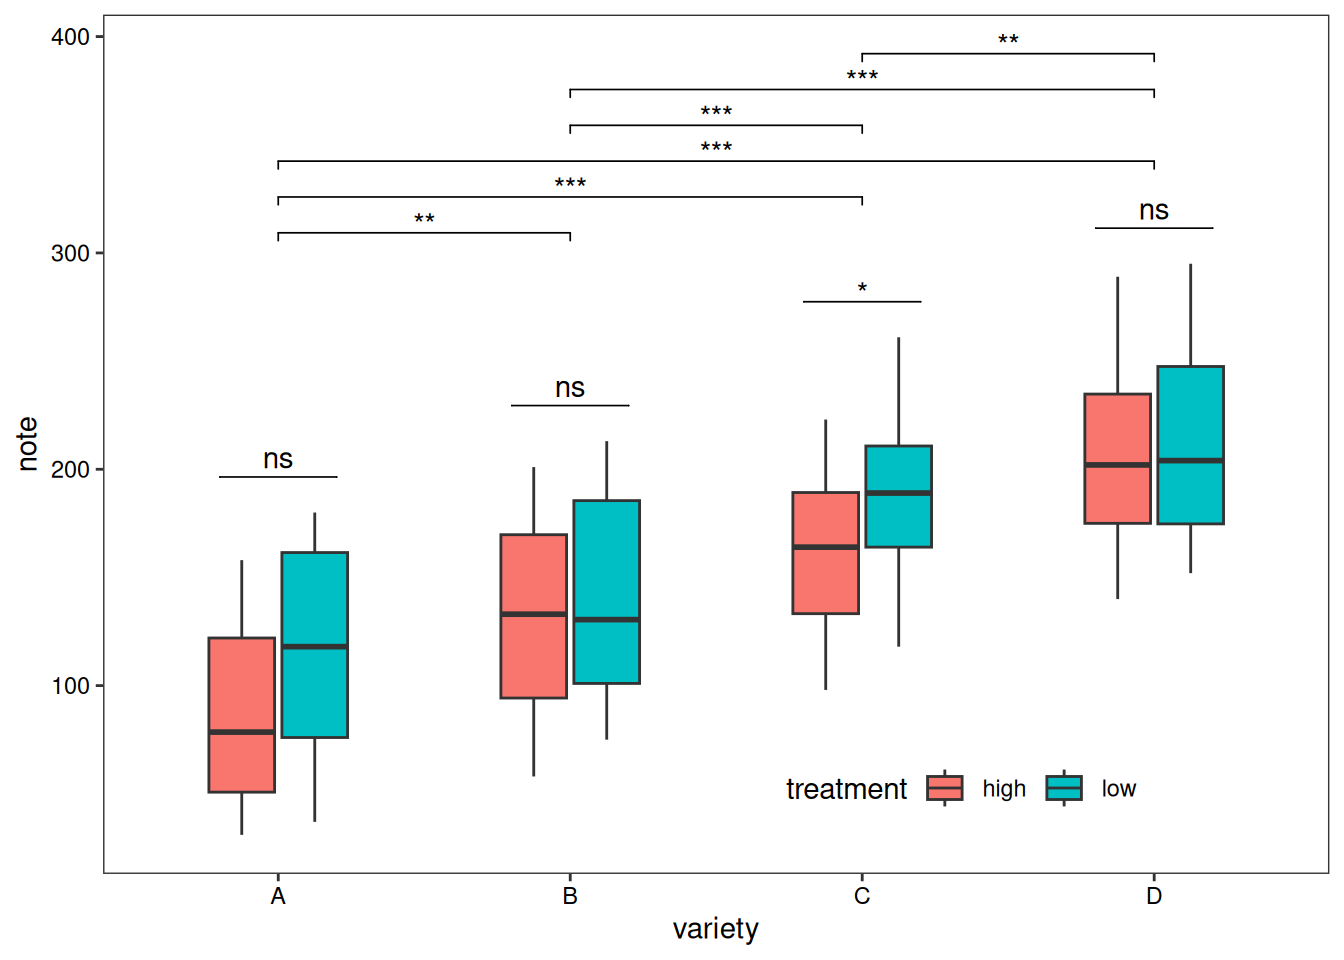 400
**
***
***
***
***
**
ns
300
*
ns
ns
note
200
100
treatment high low
A B C D
variety